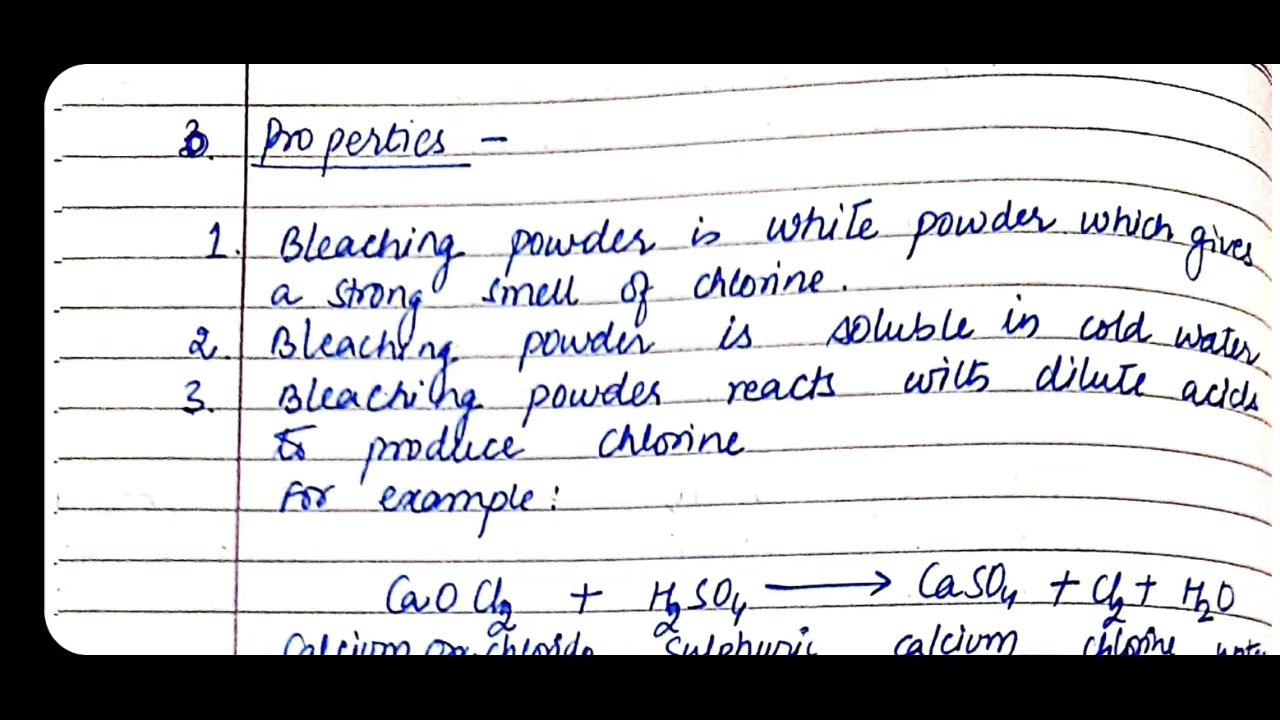 3. Properties -
1. Bleaching powder is white powder which gives
a strong smell of chlorine.
2. Bleaching powder is soluble in cold water
3. Bleaching powder reacts with dilute acids
to produce chlorine
For example:
CaOCl2 + H2SO4 ⟶ CaSO4 + Cl2 + H2O
sulphuric calcium chlorine